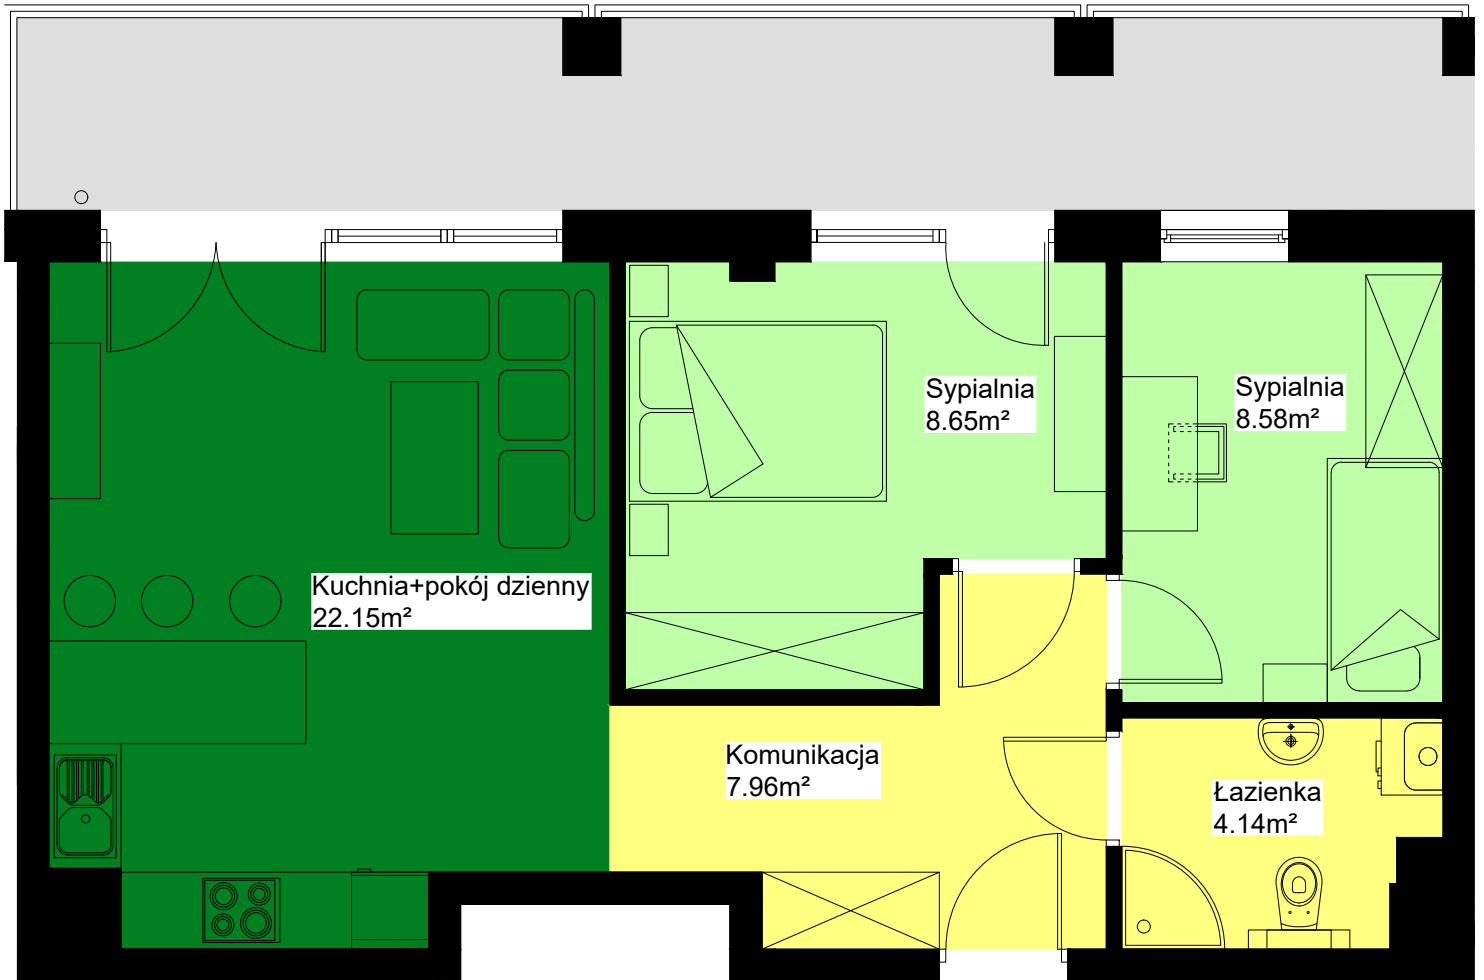 Sypialnia
8.65m²
Sypialnia
8.58m²
Kuchnia+pokój dzienny
22.15m²
Komunikacja
7.96m²
Łazienka
4.14m²